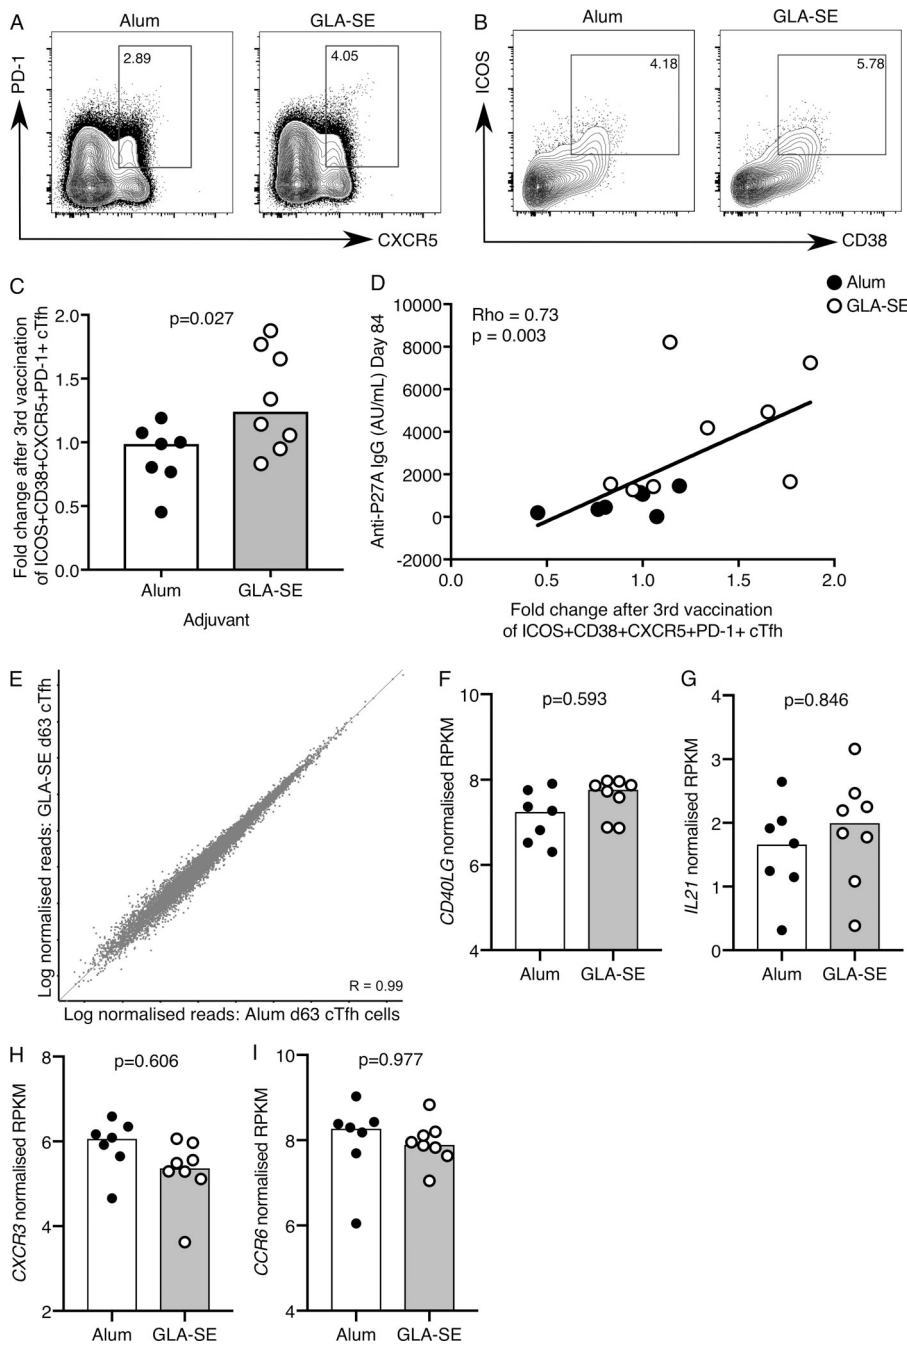 A
Alum
GLA-SE
PD-1
2.89
4.05
CXCR5
B
Alum
GLA-SE
ICOS
4.18
5.78
CD38
C
Fold change after 3rd vaccination
of ICOS+CD38+CXCR5+PD-1+ cTfh
2.0
1.5
1.0
0.5
0.0
p=0.027
Alum
GLA-SE
Adjuvant
D
Alum
GLA-SE
Anti-P27A IgG (AU/mL) Day 84
10000
8000
6000
4000
2000
0
-2000
Rho = 0.73
p = 0.003
0.0
0.5
1.0
1.5
2.0
Fold change after 3rd vaccination
of ICOS+CD38+CXCR5+PD-1+ cTfh
E
Log normalised reads: GLA-SE d63 cTfh
R = 0.99
Log normalised reads: Alum d63 cTfh cells
F
CD40LG normalised RPKM
10
8
6
4
p=0.593
Alum
GLA-SE
G
IL21 normalised RPKM
4
3
2
1
0
p=0.846
Alum
GLA-SE
H
CXCR3 normalised RPKM
8
6
4
2
p=0.606
Alum
GLA-SE
I
CCR6 normalised RPKM
10
8
6
4
p=0.977
Alum
GLA-SE